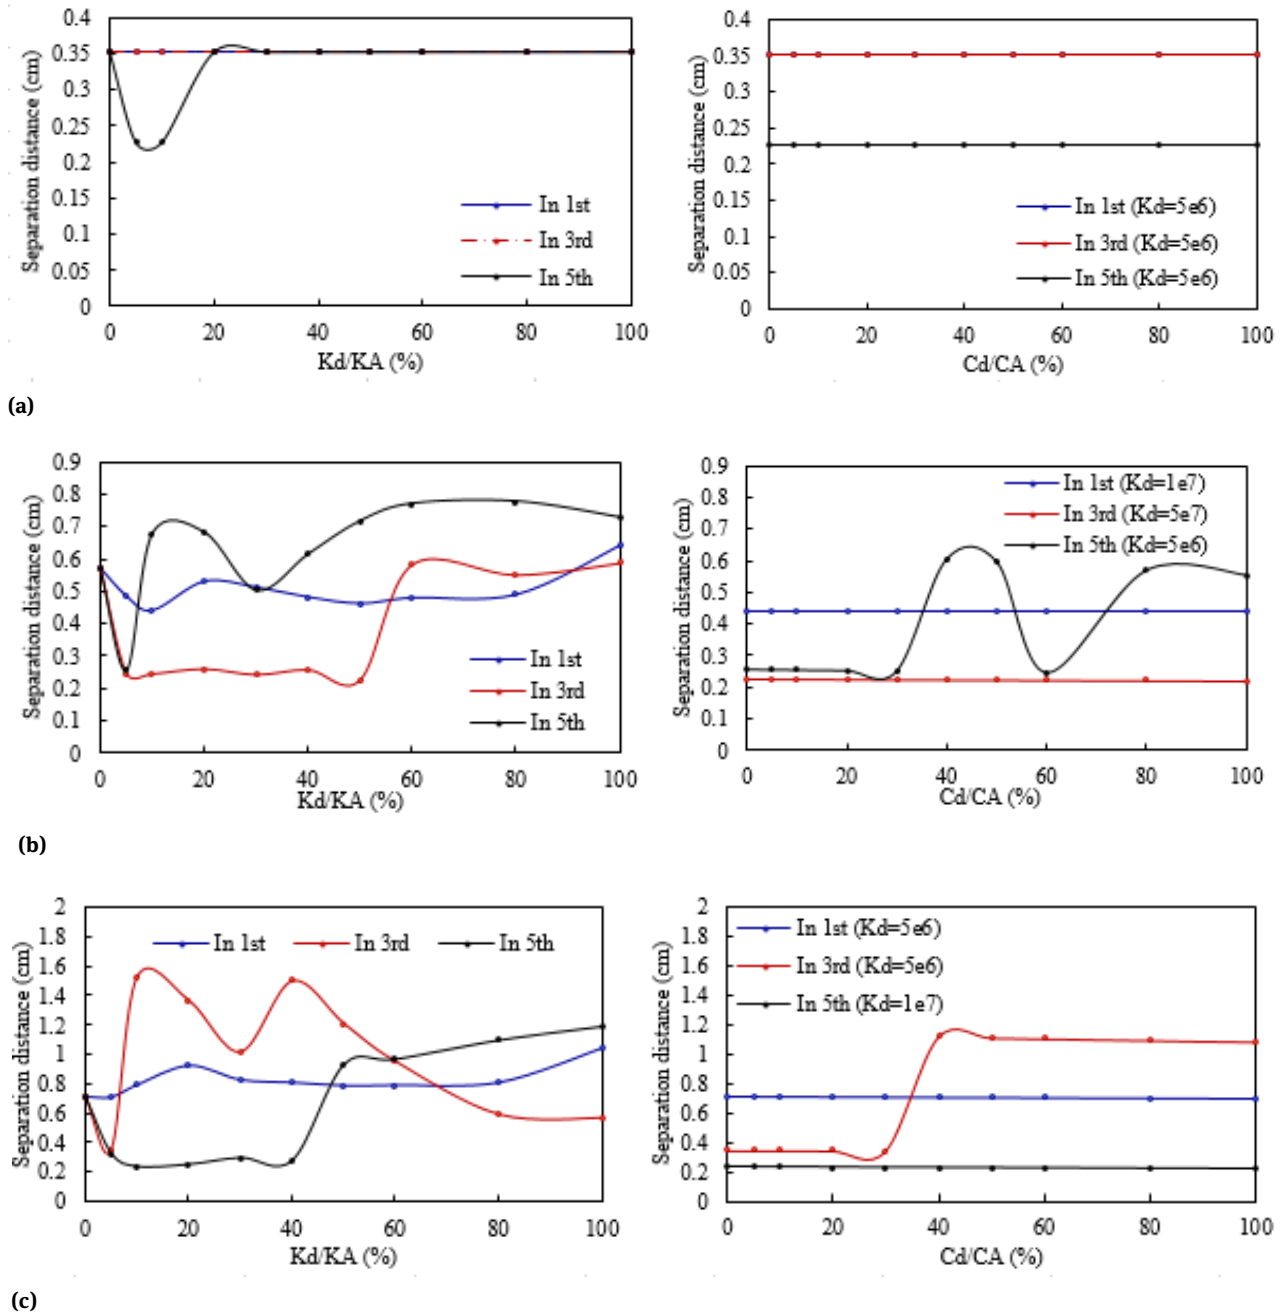 0.4
0.35
0.3
0.25
0.2
0.15
0.1
0.05
0
Separation distance (cm)
In 1st
In 3rd
In 5th
0 20 40 60 80 100
Kd/KA (%)
0.4
0.35
0.3
0.25
0.2
0.15
0.1
0.05
0
Separation distance (cm)
In 1st (Kd=5e6)
In 3rd (Kd=5e6)
In 5th (Kd=5e6)
0 20 40 60 80 100
Cd/CA (%)
(a)
0.9
0.8
0.7
0.6
0.5
0.4
0.3
0.2
0.1
0
Separation distance (cm)
In 1st
In 3rd
In 5th
0 20 40 60 80 100
Kd/KA (%)
0.9
0.8
0.7
0.6
0.5
0.4
0.3
0.2
0.1
0
Separation distance (cm)
In 1st (Kd=1e7)
In 3rd (Kd=5e7)
In 5th (Kd=5e6)
0 20 40 60 80 100
Cd/CA (%)
(b)
2
1.8
1.6
1.4
1.2
1
0.8
0.6
0.4
0.2
0
Separation distance (cm)
In 1st In 3rd In 5th
0 20 40 60 80 100
Kd/KA (%)
2
1.8
1.6
1.4
1.2
1
0.8
0.6
0.4
0.2
0
Separation distance (cm)
In 1st (Kd=5e6)
In 3rd (Kd=5e6)
In 5th (Kd=1e7)
0 20 40 60 80 100
Cd/CA (%)
(c)